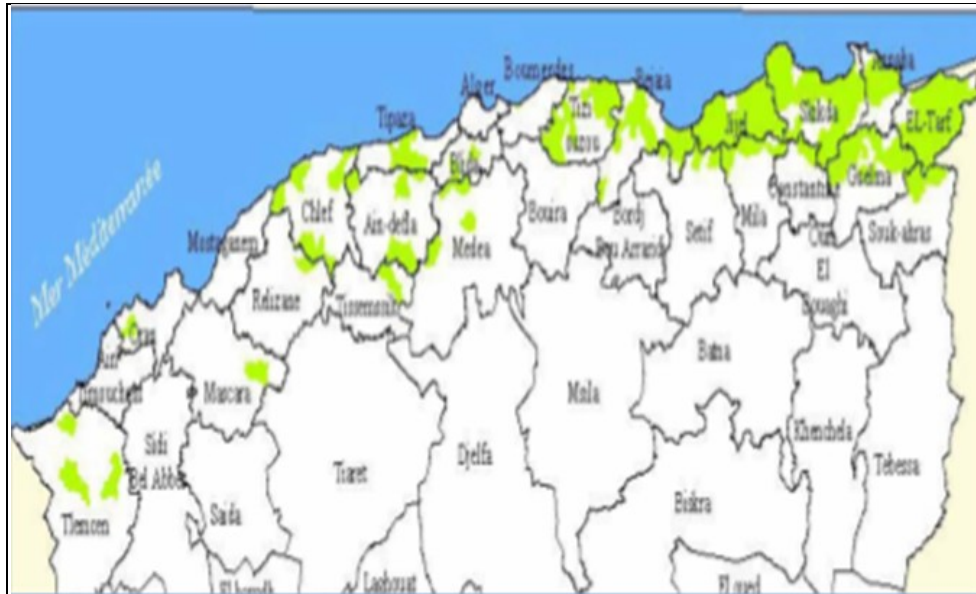 Boumerdes
Alger
Bejaia
Annaba
Tipaza
Tizi
ouzou
Jijel
Skikda
EL-Tarf
Blida
Guelma
Constantine
Chlef
Ain-defla
Medea
Bouira
Bordj
Bou Arrarid
Setif
Mila
Oum
El
Bouaghi
Souk-ahras
Mostaganem
Mer Méditerranée
Relizane
Tissemsilt
Oran
Ain
Timouchent
Mascara
Batna
Msila
Khenchela
Tebessa
Sidi
Bel Abbes
Tiaret
Djelfa
Biskra
Tlemcen
Saida
Laghouat
El oued